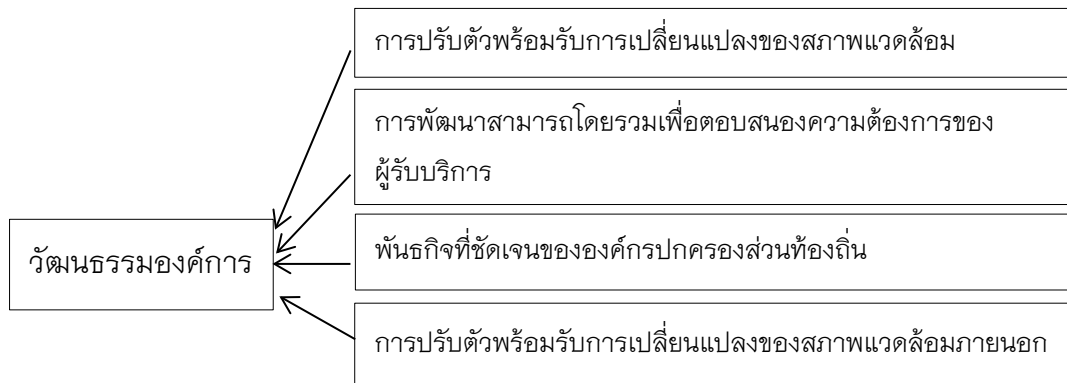 การปรับตัวพร้อมรับการเปลี่ยนแปลงของสภาพแวดล้อม
การพัฒนาสามารถโดยรวมเพื่อตอบสนองความต้องการของ
ผู้รับบริการ
วัฒนธรรมองค์การ
พันธกิจที่ชัดเจนขององค์กรปกครองส่วนท้องถิ่น
การปรับตัวพร้อมรับการเปลี่ยนแปลงของสภาพแวดล้อมภายนอก